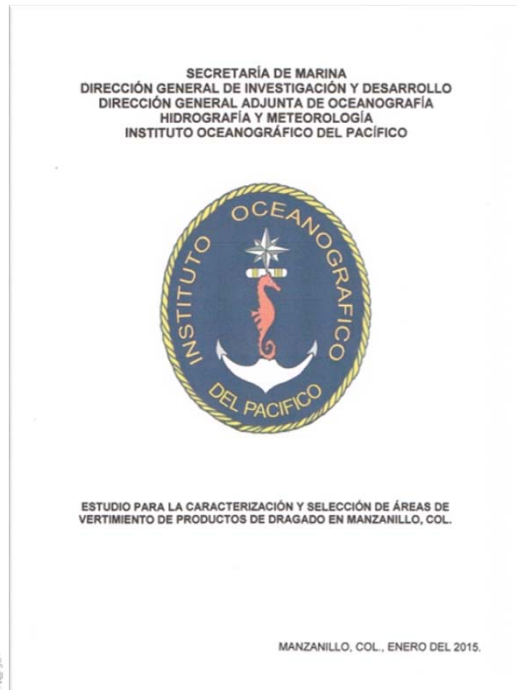 SECRETARÍA DE MARINA
DIRECCIÓN GENERAL DE INVESTIGACIÓN Y DESARROLLO
DIRECCIÓN GENERAL ADJUNTA DE OCEANOGRAFÍA
HIDROGRAFÍA Y METEOROLOGÍA
INSTITUTO OCEANOGRÁFICO DEL PACÍFICO
INSTITUTO OCEANOGRAFICO
DEL PACIFICO
ESTUDIO PARA LA CARACTERIZACIÓN Y SELECCIÓN DE ÁREAS DE
VERTIMIENTO DE PRODUCTOS DE DRAGADO EN MANZANILLO, COL.
MANZANILLO, COL., ENERO DEL 2015.